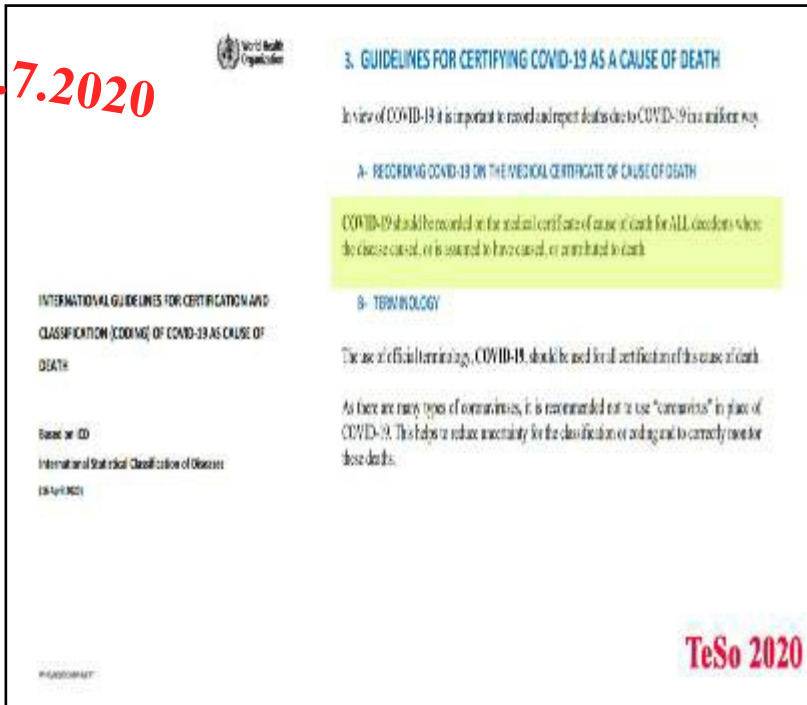 World Health
Organization
.7.2020
INTERNATIONAL GUIDELINES FOR CERTIFICATION AND
CLASSIFICATION (CODING) OF COVID-19 AS CAUSE OF
DEATH
Based on ICD
International Statistical Classification of Diseases
3. GUIDELINES FOR CERTIFYING COVID-19 AS A CAUSE OF DEATH
In view of COVID-19 it is important to record and report deaths due to COVID-19 in a uniform way.
A- RECORDING COVID-19 ON THE MEDICAL CERTIFICATE OF CAUSE OF DEATH
COVID-19 should be recorded on the medical certificate of cause of death for ALL decedents where
the disease caused, or is assumed to have caused, or contributed to death
B- TERMINOLOGY
The use of official terminology, COVID-19, should be used for all certification of this cause of death.
As there are many types of coronaviruses, it is recommended not to use "coronavirus" in place of
COVID-19. This helps to reduce uncertainty for the classification or coding and to correctly monitor
these deaths.
TeSo 2020